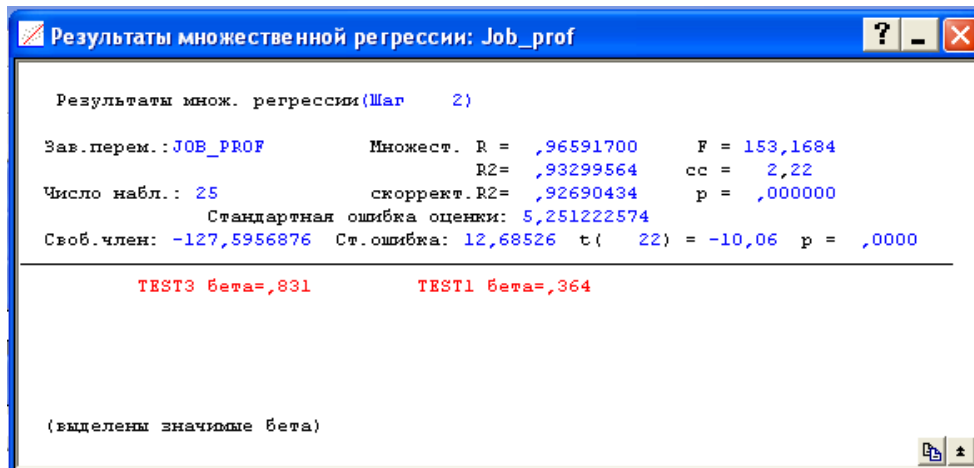 Результаты множественной регрессии: Job_prof
Результаты множ. регрессии(Шаг 2)
Зав.перем.:JOB_PROF Множест. R = ,96591700 F = 153,1684
R2= ,93299564 cc = 2,22
Число набл.: 25 скоррект.R2= ,92690434 p = ,000000
Стандартная ошибка оценки: 5,251222574
Своб.член: -127,5956876 Ст.ошибка: 12,68526 t( 22) = -10,06 p = ,0000
TEST3 бета=,831 TEST1 бета=,364
(выделены значимые бета)